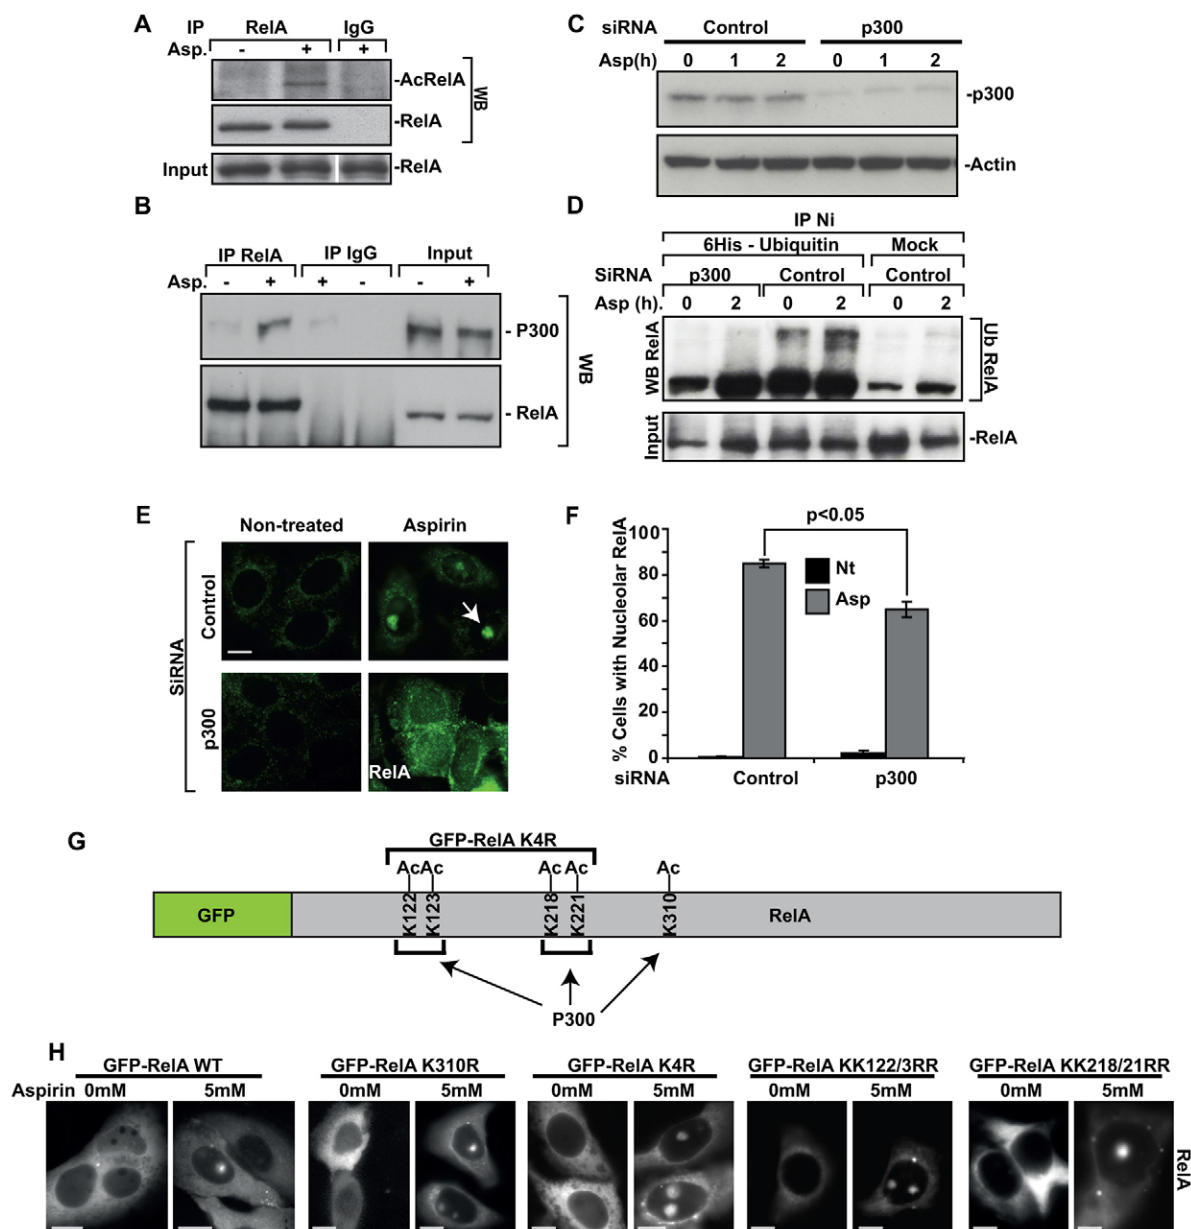 A
IP RelA IgG
Asp. - + +
-AcRelA
-RelA
WB
Input -RelA
B
IP RelA IP IgG Input
Asp. - + + - - +
- P300
- RelA
WB
C
siRNA Control p300
Asp(h) 0 1 2 0 1 2
-p300
-Actin
D
IP Ni
6His - Ubiquitin Mock
SiRNA p300 Control Control
Asp (h). 0 2 0 2 0 2
WB RelA
Ub RelA
Input -RelA
E
Non-treated Aspirin
SiRNA
Control
p300
RelA
F
p<0.05
% Cells with Nucleolar RelA
100
80
60
40
20
0
Nt
Asp
siRNA Control p300
G
GFP-RelA K4R
Ac Ac Ac Ac Ac
GFP K122 K123 K218 K221 K310 RelA
P300
H
GFP-RelA WT GFP-RelA K310R GFP-RelA K4R GFP-RelA KK122/3RR GFP-RelA KK218/21RR
Aspirin 0mM 5mM 0mM 5mM 0mM 5mM 0mM 5mM 0mM 5mM
RelA